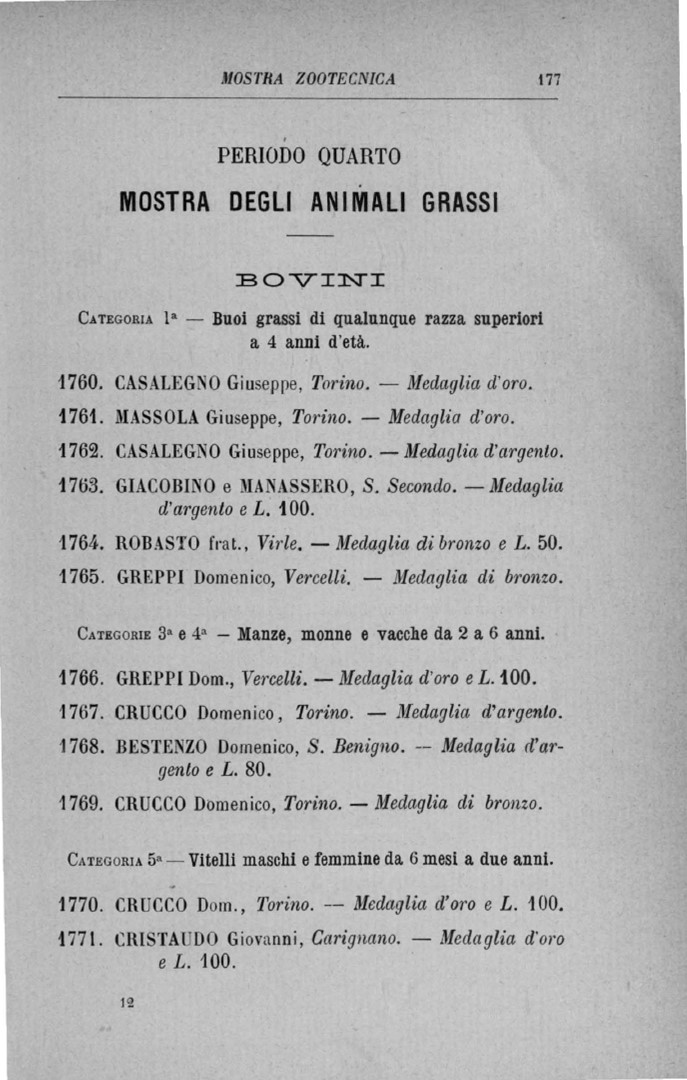 MOSTRA ZOOTECNICA 177
PERIODO QUARTO
MOSTRA DEGLI ANIMALI GRASSI
BOVINI
CATEGORIA 1ª — Buoi grassi di qualunque razza superiori
a 4 anni d'età.
1760. CASALEGNO Giuseppe, Torino. — Medaglia d'oro.
1761. MASSOLA Giuseppe, Torino. — Medaglia d'oro.
1762. CASALEGNO Giuseppe, Torino. — Medaglia d'argento.
1763. GIACOBINO e MANASSERO, S. Secondo. — Medaglia
d'argento e L. 100.
1764. ROBASTO frat., Virle. — Medaglia di bronzo e L. 50.
1765. GREPPI Domenico, Vercelli. — Medaglia di bronzo.
CATEGORIE 3ª e 4ª — Manze, monne e vacche da 2 a 6 anni.
1766. GREPPI Dom., Vercelli. — Medaglia d'oro e L. 100.
1767. CRUCCO Domenico, Torino. — Medaglia d'argento.
1768. BESTENZO Domenico, S. Benigno. — Medaglia d'ar-
gento e L. 80.
1769. CRUCCO Domenico, Torino. — Medaglia di bronzo.
CATEGORIA 5ª — Vitelli maschi e femmine da 6 mesi a due anni.
1770. CRUCCO Dom., Torino. — Medaglia d'oro e L. 100.
1771. CRISTAUDO Giovanni, Carignano. — Medaglia d'oro
e L. 100.
12